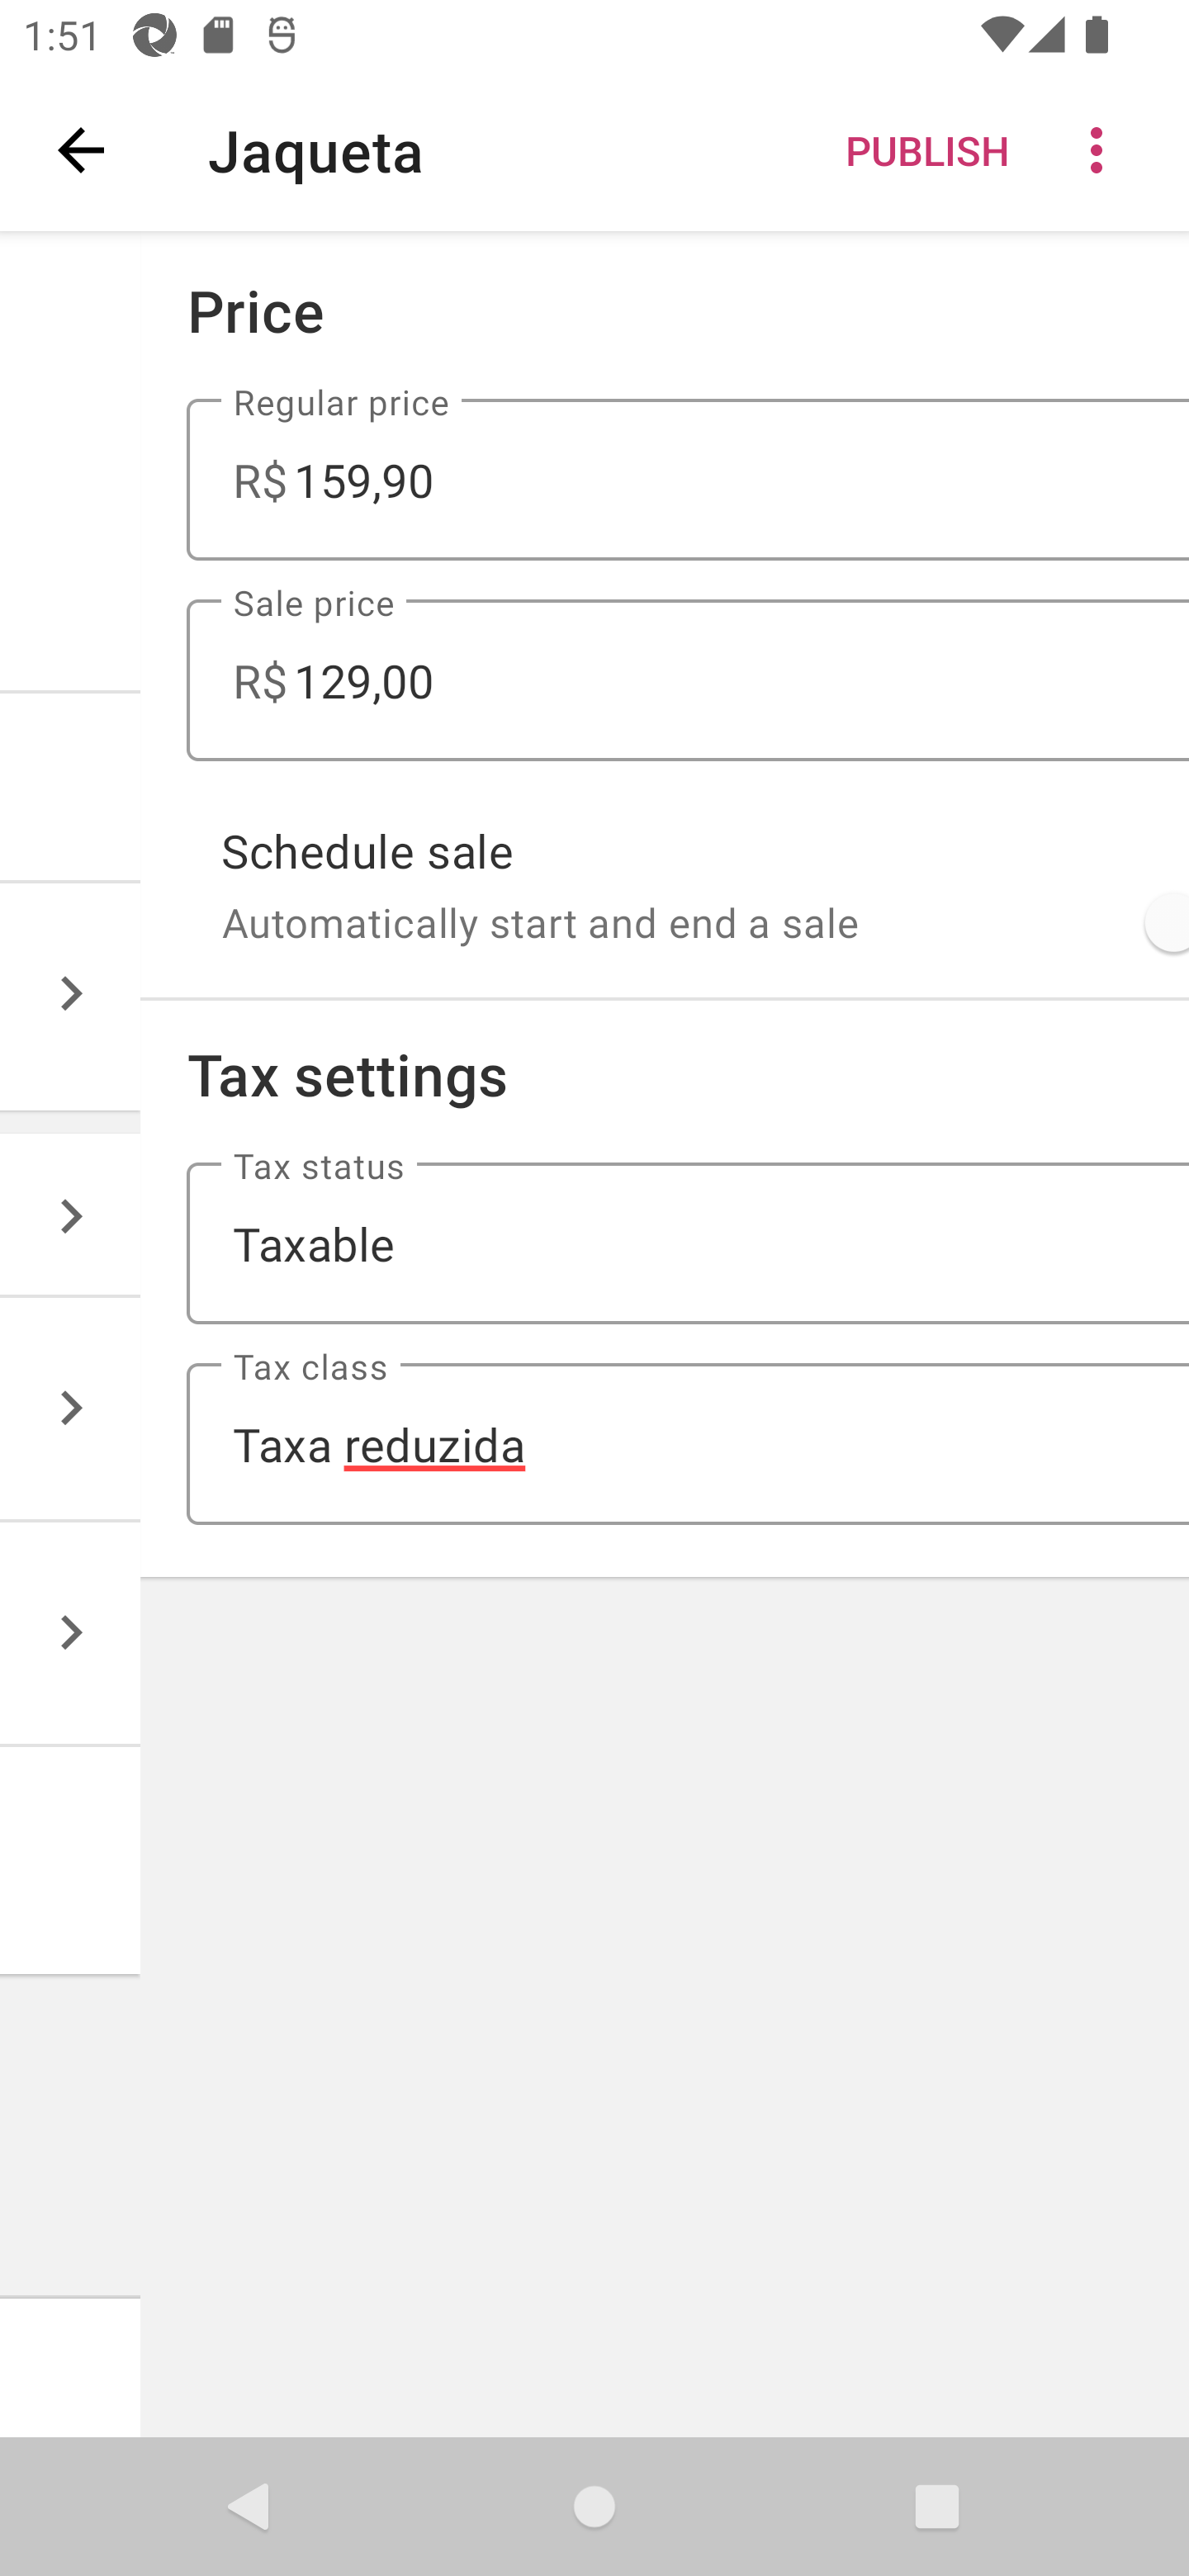 1:51
Jaqueta
PUBLISH
Price
Regular price
R$ 159,90
Sale price
R$ 129,00
Schedule sale
Automatically start and end a sale
Tax settings
Tax status
Taxable
Tax class
Taxa reduzida